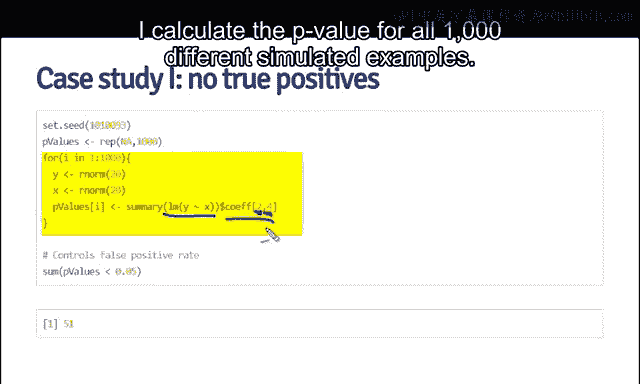 I calculate the p-value for all 1,000
different simulated examples.
Case study I: no true positives
set.seed(1010093)
pValues <- rep(NA,1000)
for(i in 1:1000){
y <- rnorm(20)
x <- rnorm(20)
pValues[i] <- summary(lm(y ~ x))$coeff[2,4]
}
# Controls false positive rate
sum(pValues < 0.05)
[1] 51